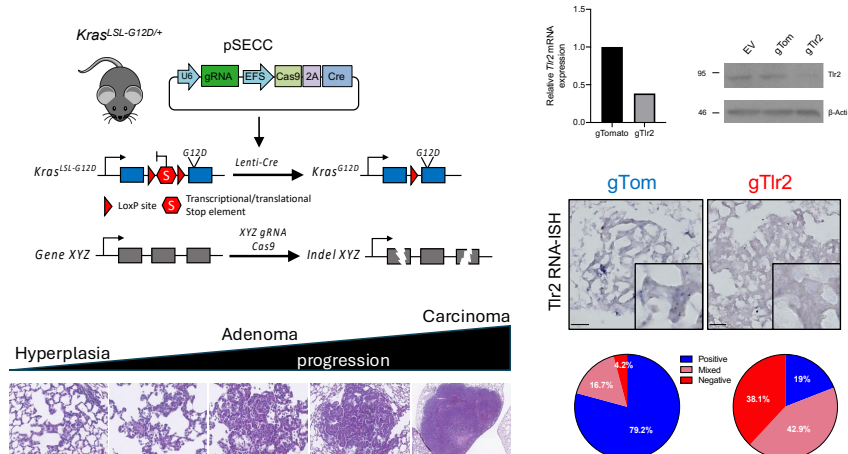 Kras^LSL-G12D/+
pSECC
U6
gRNA
EFS
Cas9
2A
Cre
G12D
Kras^LSL-G12D
S
Lenti-Cre
Kras^G12D
G12D
LoxP site
S
Transcriptional/translational
Stop element
Gene XYZ
XYZ gRNA
Cas9
Indel XYZ
Hyperplasia
Adenoma
Carcinoma
progression
Relative Tlr2 mRNA
expression
1.5
1.0
0.5
0.0
gTomato
gTlr2
EV
gTom
gTlr2
95
Tlr2
46
β-Acti
gTom
gTlr2
Tlr2 RNA-ISH
4.2%
16.7%
79.2%
Positive
Mixed
Negative
19%
38.1%
42.9%